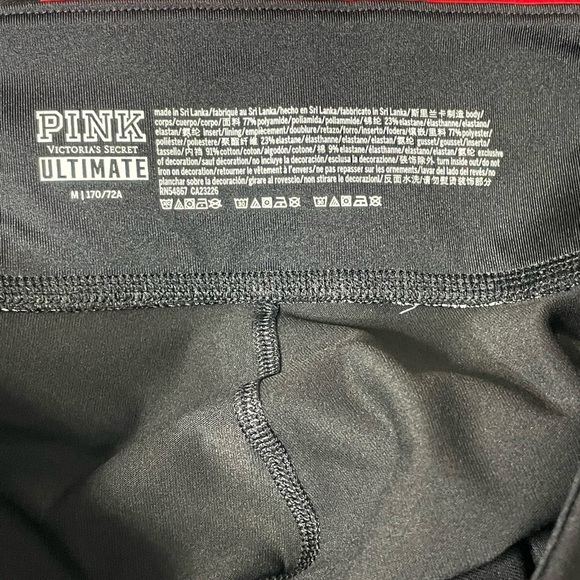 PINK
VICTORIA'S SECRET
ULTIMATE
M | 170/72A
made in Sri Lanka/fabriqué au Sri Lanka/hecho en Sri Lanka/fabbricato in Sri Lanka/斯里兰卡制造 body/
corps/cuerpo/corpo/面料 77% polyamide/poliamida/poliammide/锦纶 23% elastane/élasthanne/elastano/
elastan/氨纶 insert/lining/empiècement/doublure/retazo/forro/inserto/fodera/镶嵌/里料 77% polyester/
poliéster/poliestere/聚酯纤维 23% elastane/élasthanne/elastano/elastan/氨纶 gusset/gousset/inserto/
tassello/内裆 91% cotton/coton/algodón/cotone/棉 9% elastane/élasthanne/elastano/elastan/氨纶 exclusive
of decoration/sauf décoration/no incluye la decoración/esclusa la decorazione/装饰除外 turn inside out/do not
iron on decoration/retourner le vêtement/ne pas repasser sur les ornements/lavar del lado del revés/no
planchar la decoración/girare al rovescio/non stirare le decorazioni/反面水洗/请勿熨烫装饰部分
RN54867 CA23226